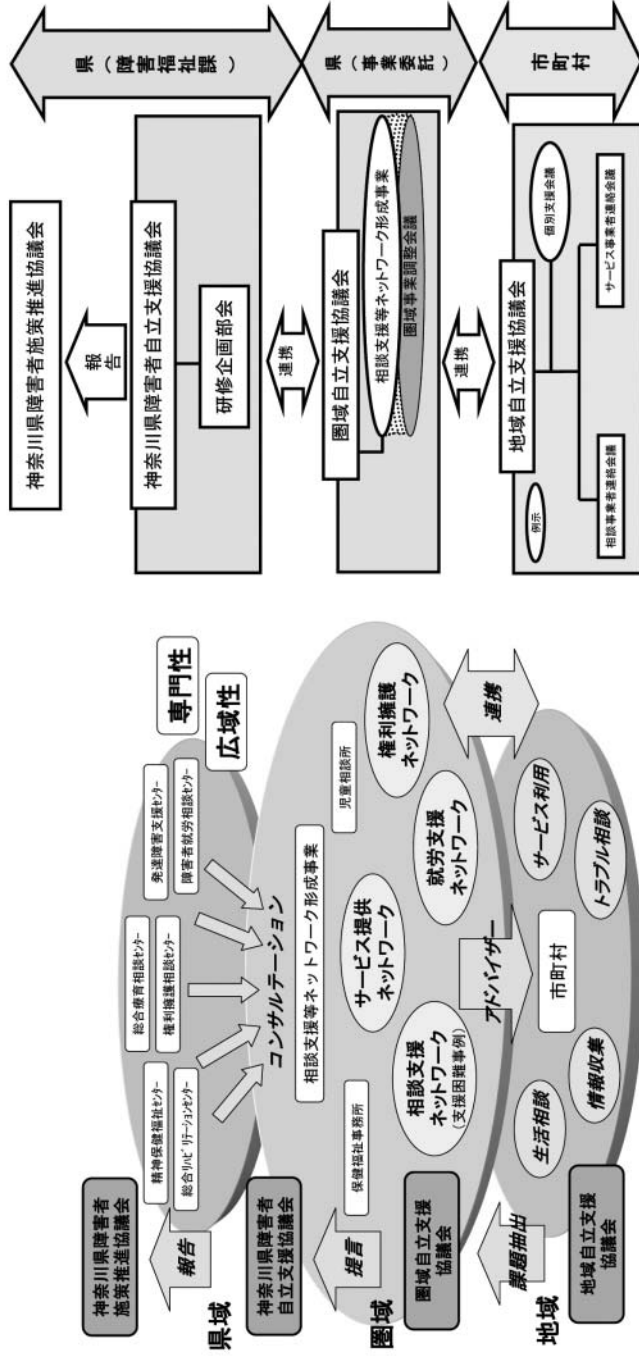 神奈川県障害者
施策推進協議会
報告
県域
神奈川県障害者
自立支援協議会
提言
圏域
圏域自立支援
協議会
課題抽出
地域
地域自立支援
協議会
精神保健福祉センター
総合リハビリテーションセンター
総合療育相談センター
権利擁護相談センター
発達障害支援センター
障害者就労相談センター
専門性
広域性
コンサルテーション
相談支援等ネットワーク形成事業
保健福祉事務所
児童相談所
相談支援
ネットワーク
(支援困難事例)
サービス提供
ネットワーク
就労支援
ネットワーク
権利擁護
ネットワーク
アドバイザー
連携
生活相談
情報収集
市町村
サービス利用
トラブル相談
神奈川県障害者施策推進協議会
報告
神奈川県障害者自立支援協議会
研修企画部会
連携
圏域自立支援協議会
相談支援等ネットワーク形成事業
圏域事業調整会議
連携
地域自立支援協議会
例示
個別支援会議
相談事業者連絡会議
サービス事業者連絡会議
県(障害福祉課)
県(事業委託)
市町村